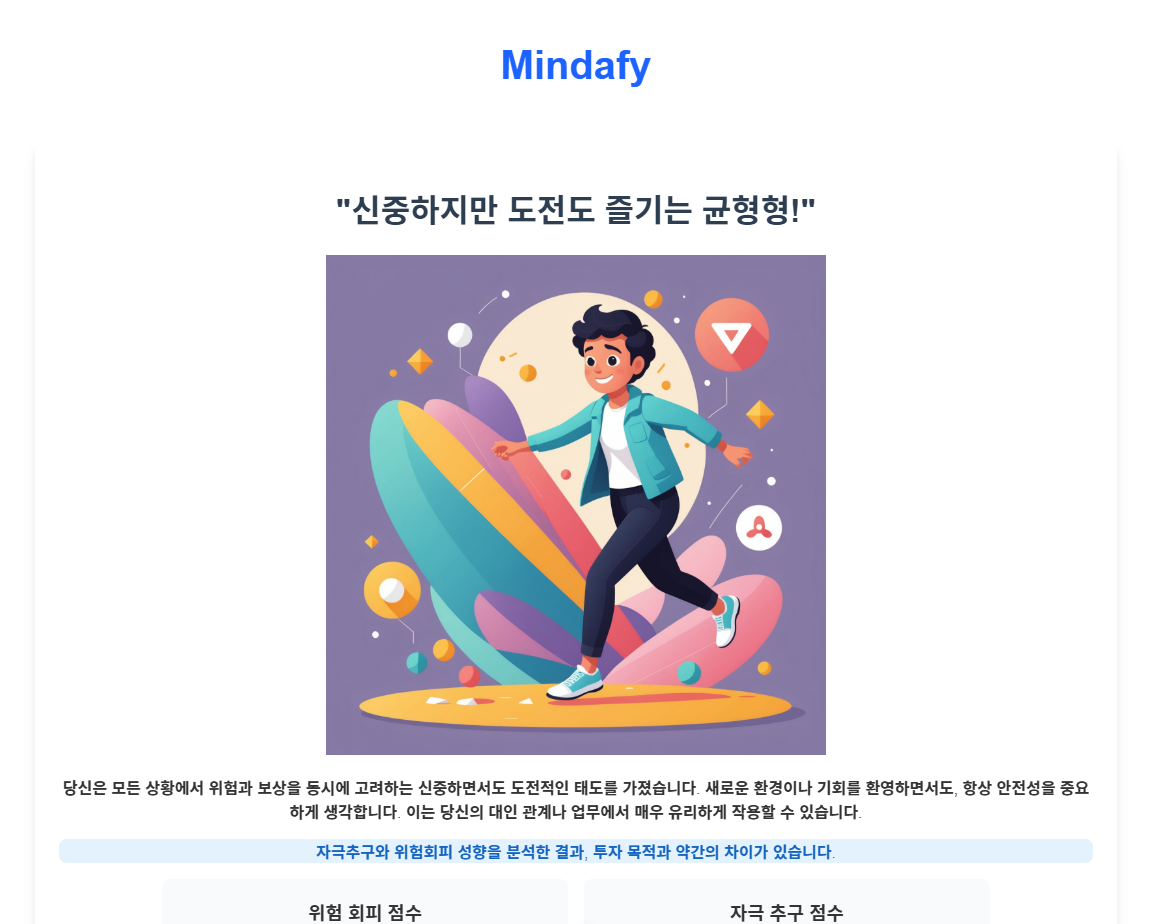 Mindafy
"신중하지만 도전도 즐기는 균형형!"
당신은 모든 상황에서 위험과 보상을 동시에 고려하는 신중하면서도 도전적인 태도를 가졌습니다. 새로운 환경이나 기회를 환영하면서도, 항상 안전성을 중요
하게 생각합니다. 이는 당신의 대인 관계나 업무에서 매우 유리하게 작용할 수 있습니다.
자극추구와 위험회피 성향을 분석한 결과, 투자 목적과 약간의 차이가 있습니다.
위험 회피 점수
자극 추구 점수